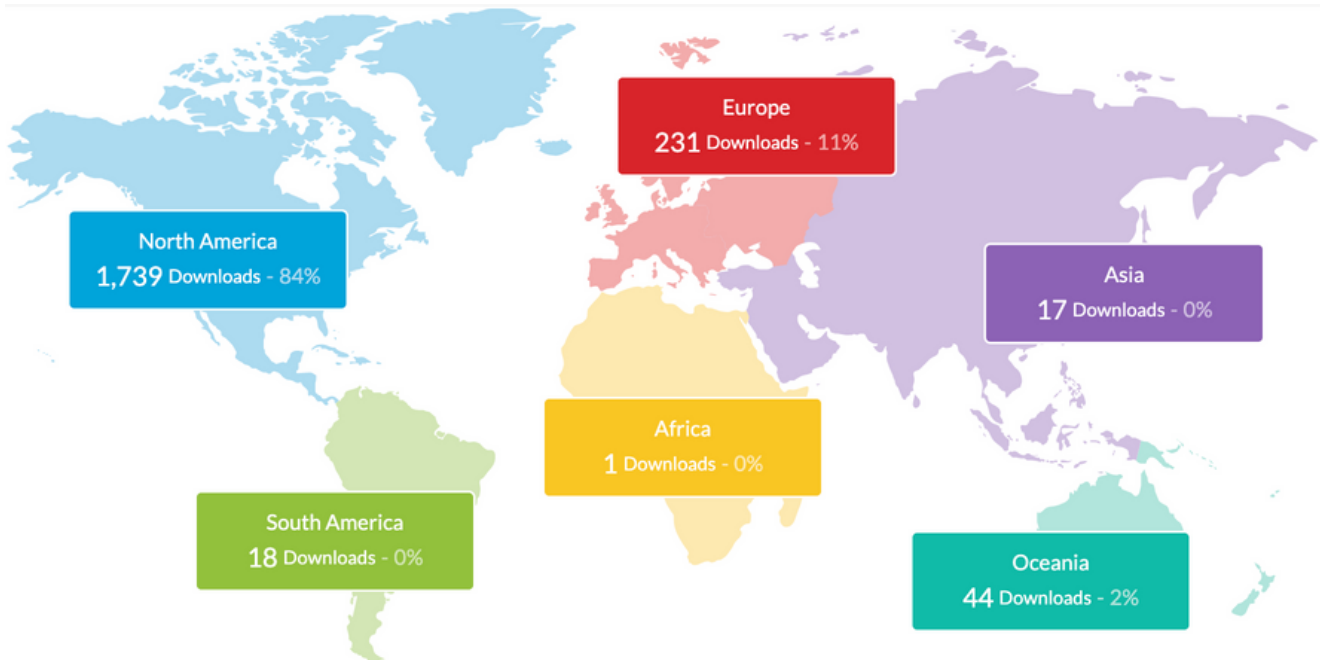 Europe
231 Downloads - 11%
North America
1,739 Downloads - 84%
Asia
17 Downloads - 0%
Africa
1 Downloads - 0%
South America
18 Downloads - 0%
Oceania
44 Downloads - 2%